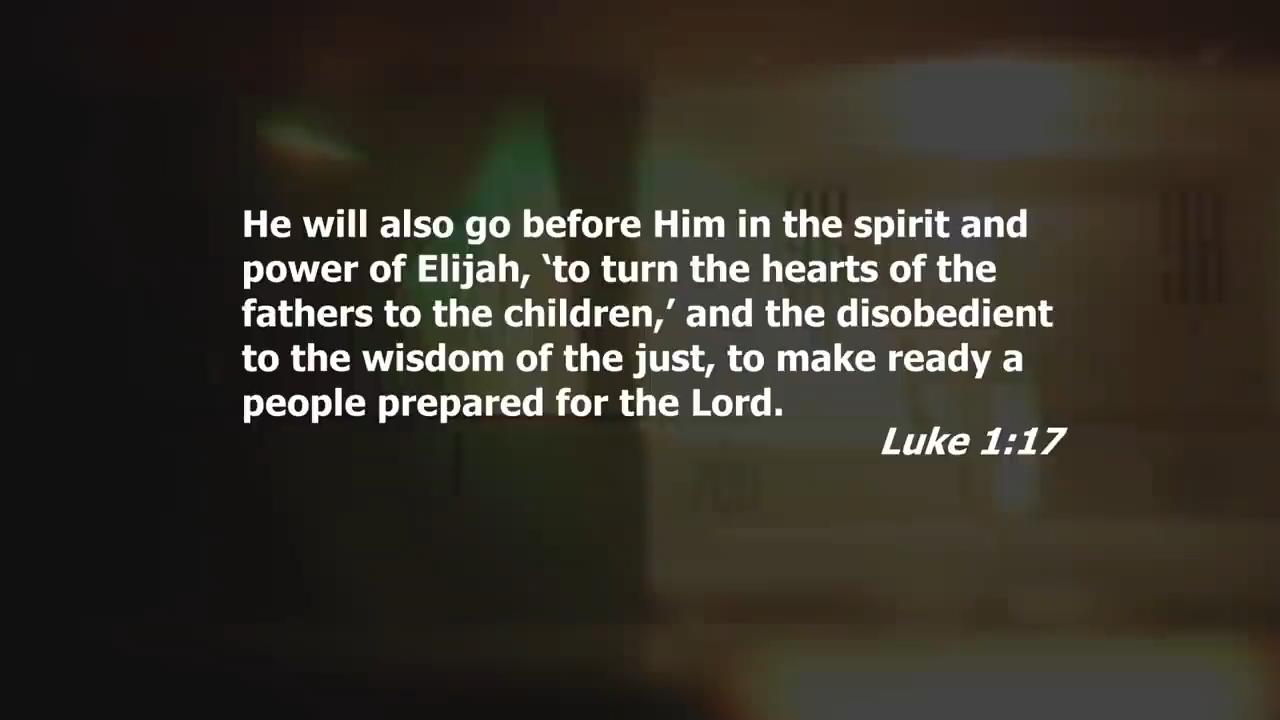 He will also go before Him in the spirit and
power of Elijah, ‘to turn the hearts of the
fathers to the children,’ and the disobedient
to the wisdom of the just, to make ready a
people prepared for the Lord.
Luke 1:17